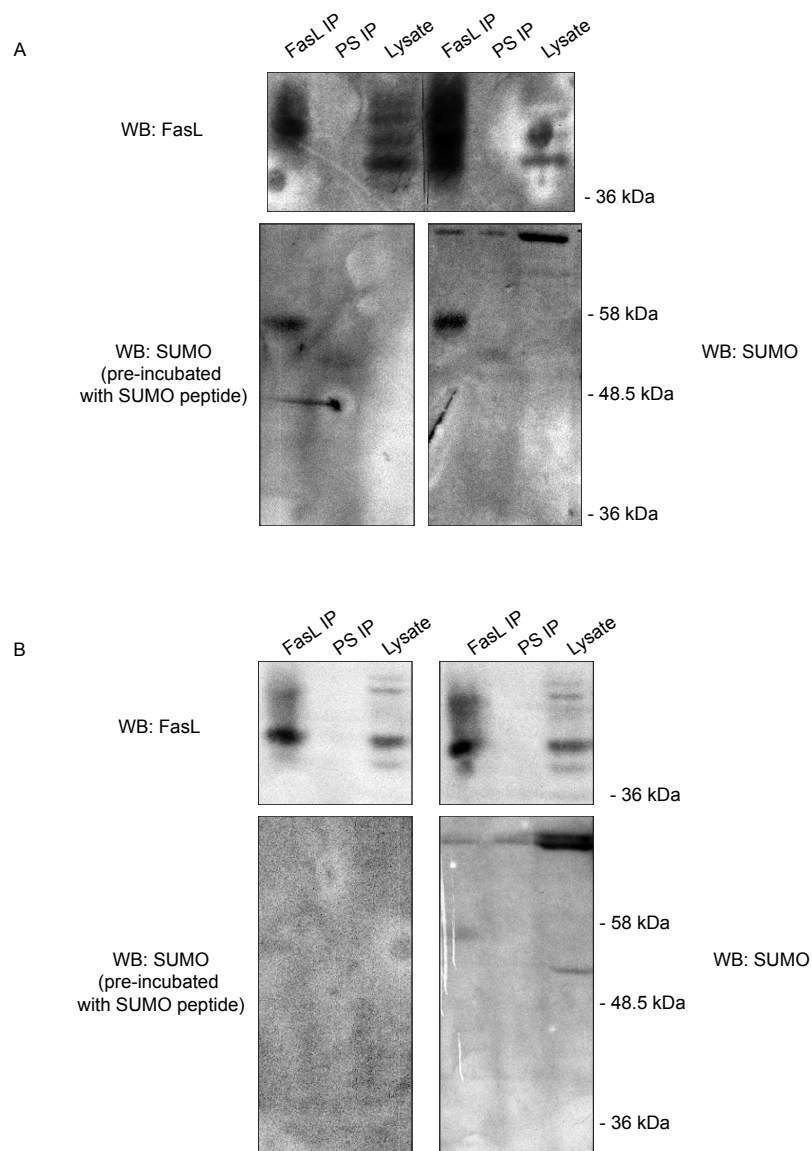 A
FasL IP PS IP Lysate FasL IP PS IP Lysate
WB: FasL
- 36 kDa
- 58 kDa
WB: SUMO
(pre-incubated
with SUMO peptide)
WB: SUMO
- 48.5 kDa
- 36 kDa
B
FasL IP PS IP Lysate FasL IP PS IP Lysate
WB: FasL
- 36 kDa
- 58 kDa
WB: SUMO
(pre-incubated
with SUMO peptide)
WB: SUMO
- 48.5 kDa
- 36 kDa